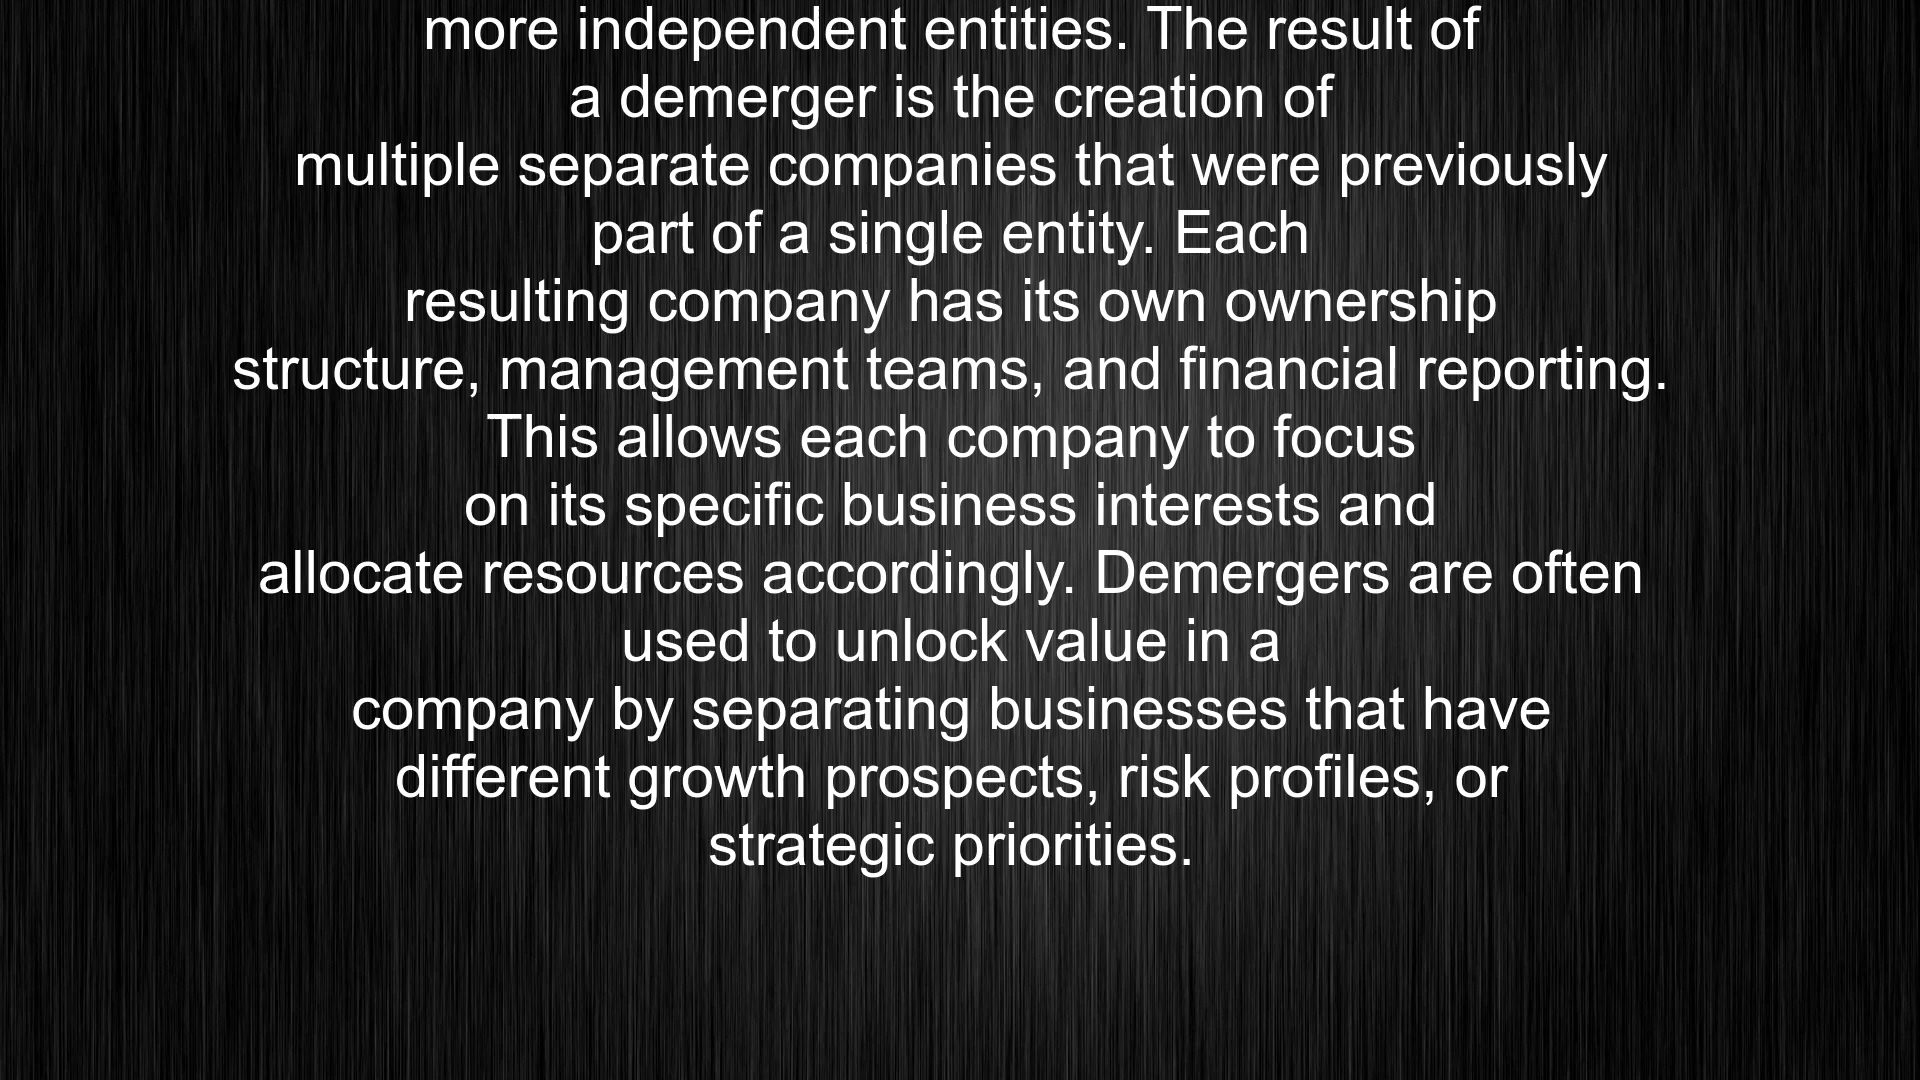 more independent entities. The result of
a demerger is the creation of
multiple separate companies that were previously
part of a single entity. Each
resulting company has its own ownership
structure, management teams, and financial reporting.
This allows each company to focus
on its specific business interests and
allocate resources accordingly. Demergers are often
used to unlock value in a
company by separating businesses that have
different growth prospects, risk profiles, or
strategic priorities.